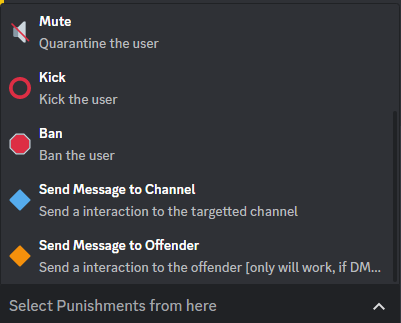 Mute
Quarantine the user
Kick
Kick the user
Ban
Ban the user
Send Message to Channel
Send a interaction to the targetted channel
Send Message to Offender
Send a interaction to the offender [only will work, if DM...
Select Punishments from here